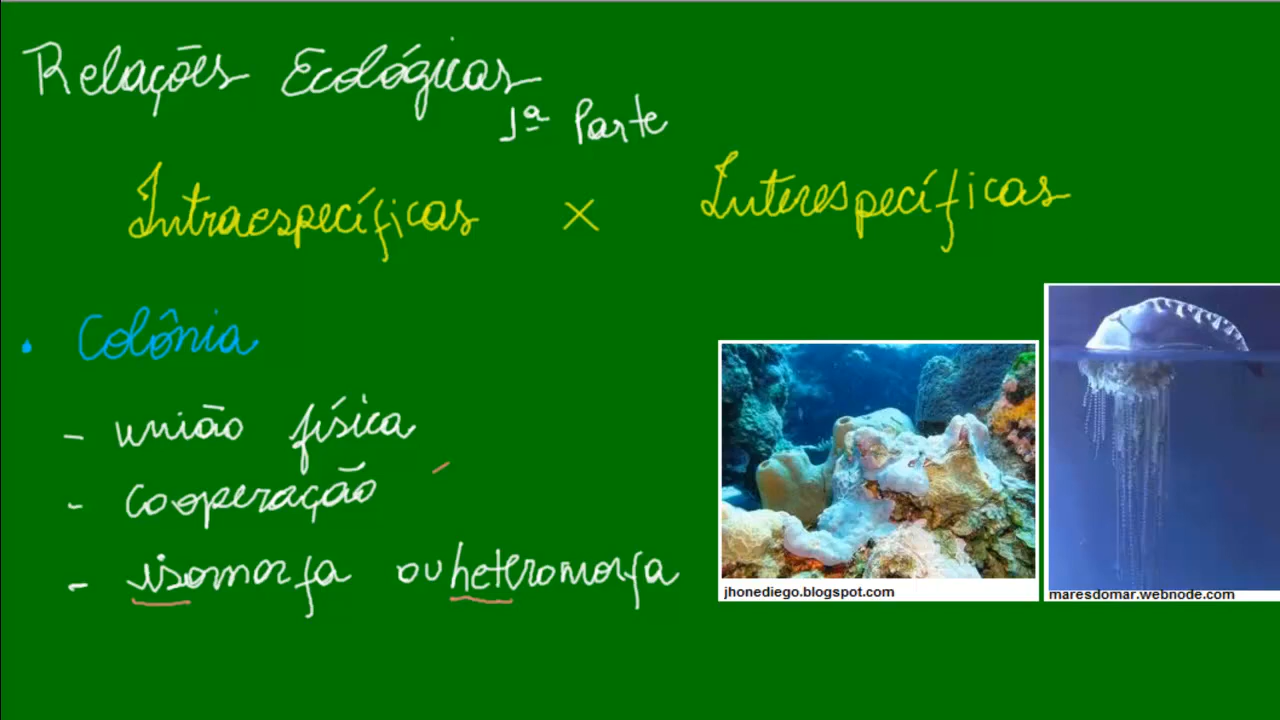 Relações Ecológicas
1ª Parte
Intraespecíficas × Interespecíficas
• Colônia
- união física
- cooperação
- isomorfa ou heteromorfa
jhonediego.blogspot.com
maresdomar.webnode.com